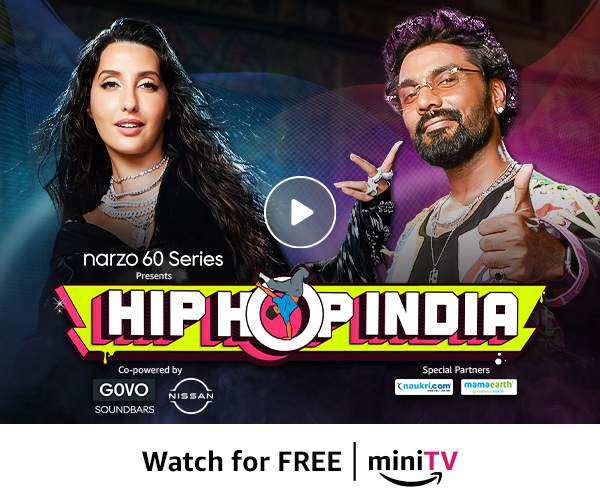 narzo 60 Series
Presents
HIP HOP INDIA
Co-powered by
Special Partners
GOVO
SOUNDBARS
NISSAN
naukri.com
mamaearth
Watch for FREE | miniTV